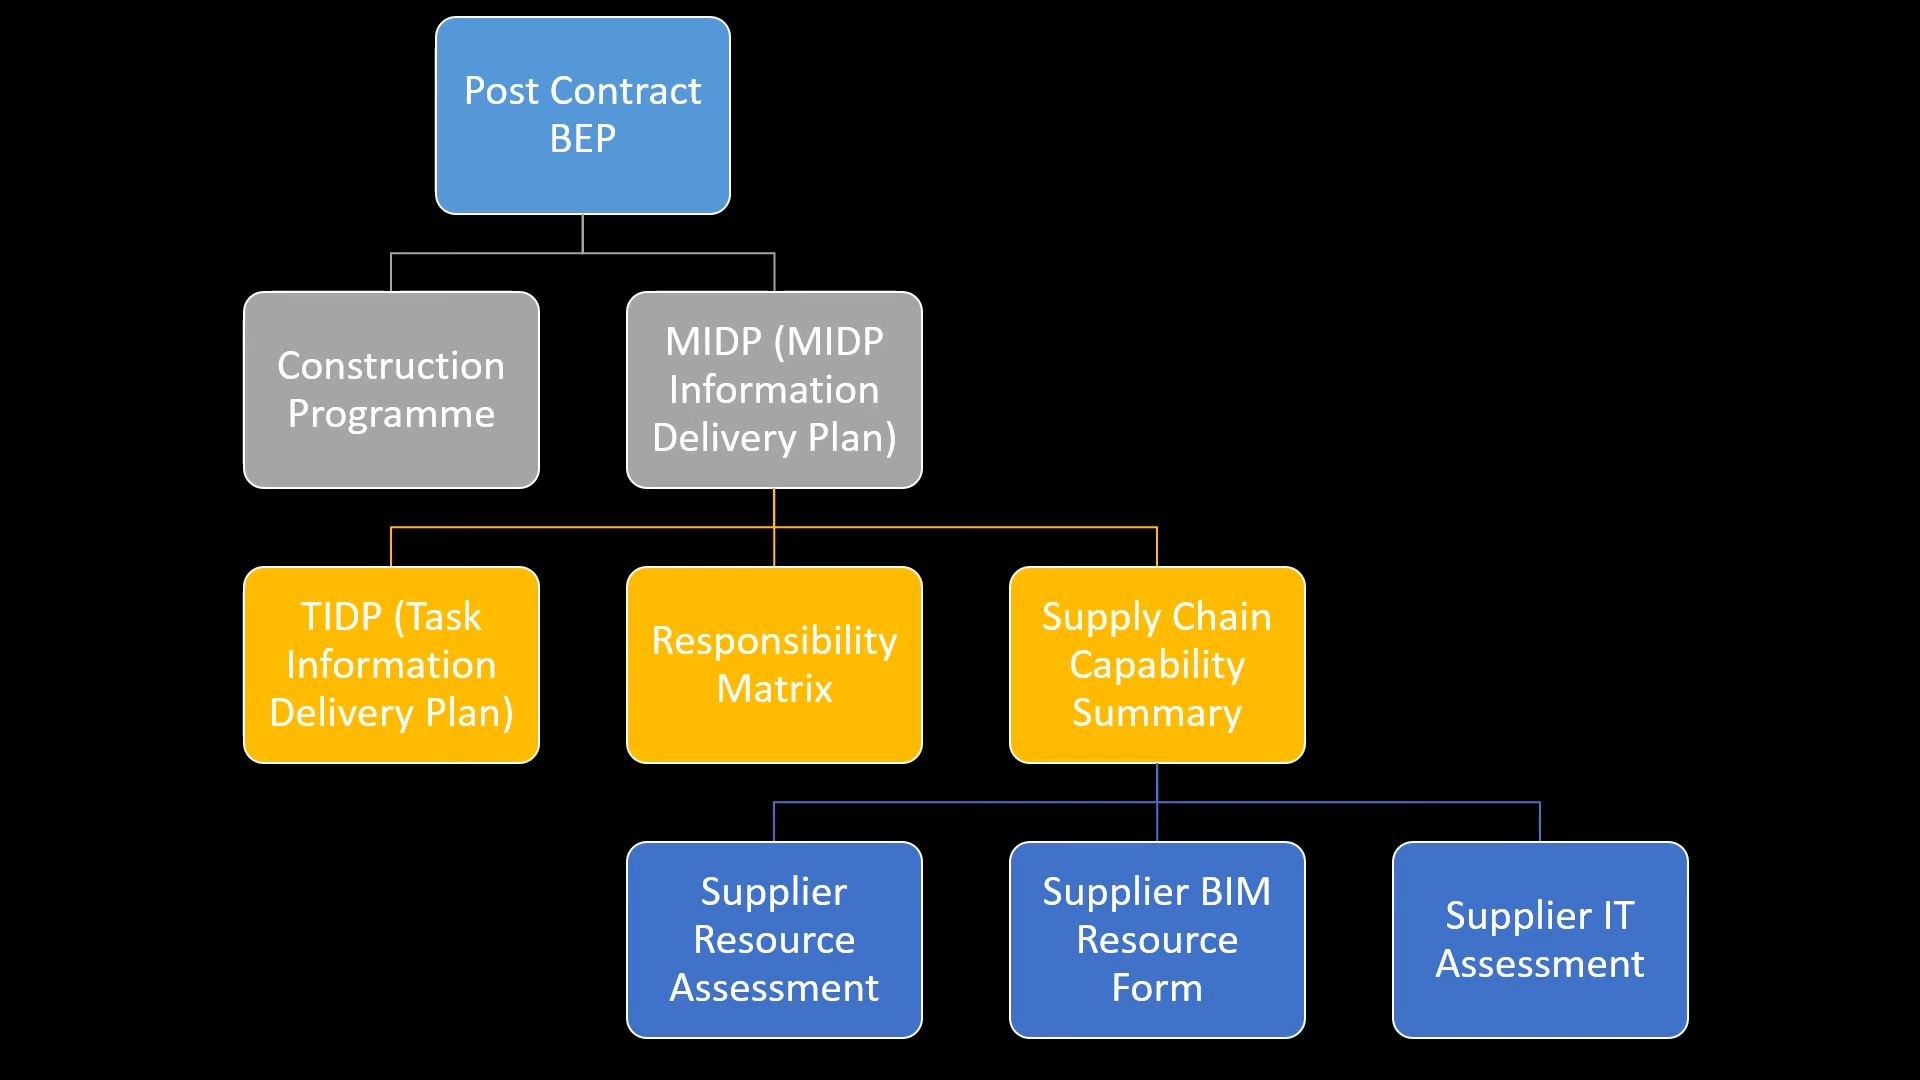 Post Contract
BEP
Construction
Programme
MIDP (MIDP
Information
Delivery Plan)
TIDP (Task
Information
Delivery Plan)
Responsibility
Matrix
Supply Chain
Capability
Summary
Supplier
Resource
Assessment
Supplier BIM
Resource
Form
Supplier IT
Assessment